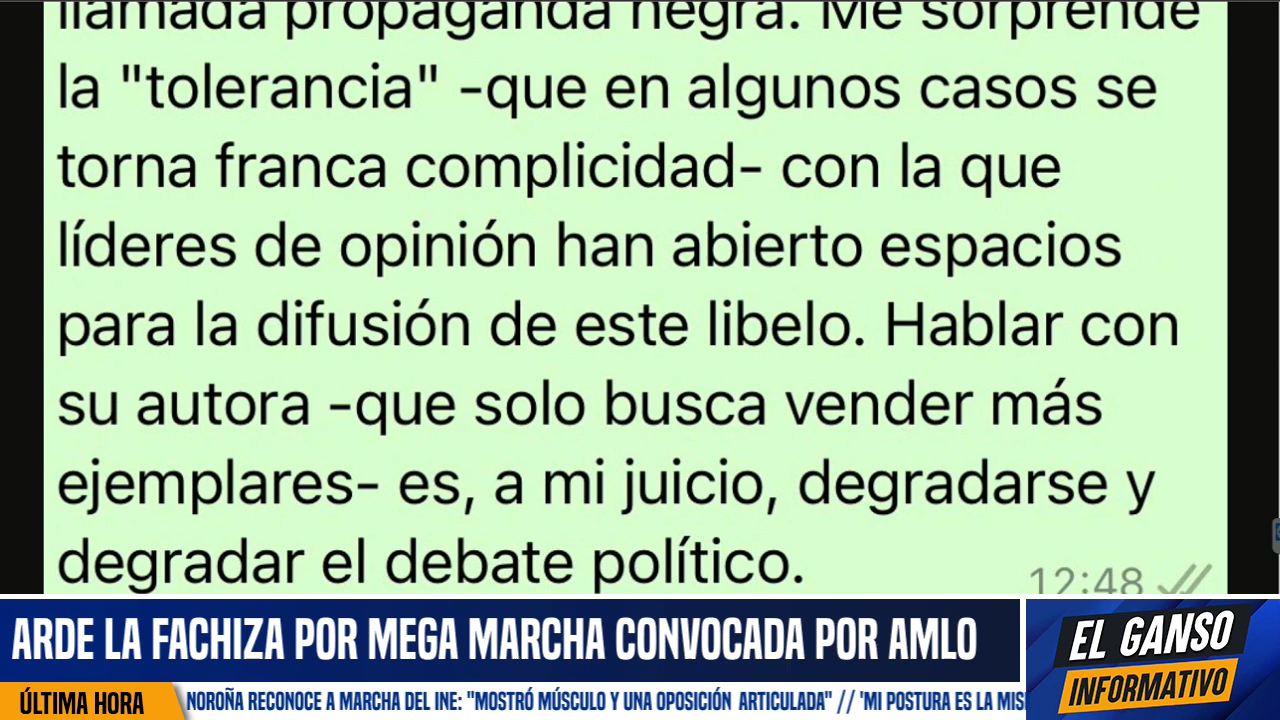 llamada propaganda negra. Me sorprende
la "tolerancia" -que en algunos casos se
torna franca complicidad- con la que
líderes de opinión han abierto espacios
para la difusión de este libelo. Hablar con
su autora -que solo busca vender más
ejemplares- es, a mi juicio, degradarse y
degradar el debate político.
12:48
ARDE LA FACHIZA POR MEGA MARCHA CONVOCADA POR AMLO
EL GANSO
INFORMATIVO
ÚLTIMA HORA
NOROÑA RECONOCE A MARCHA DEL INE: "MOSTRÓ MÚSCULO Y UNA OPOSICIÓN ARTICULADA" // 'MI POSTURA ES LA